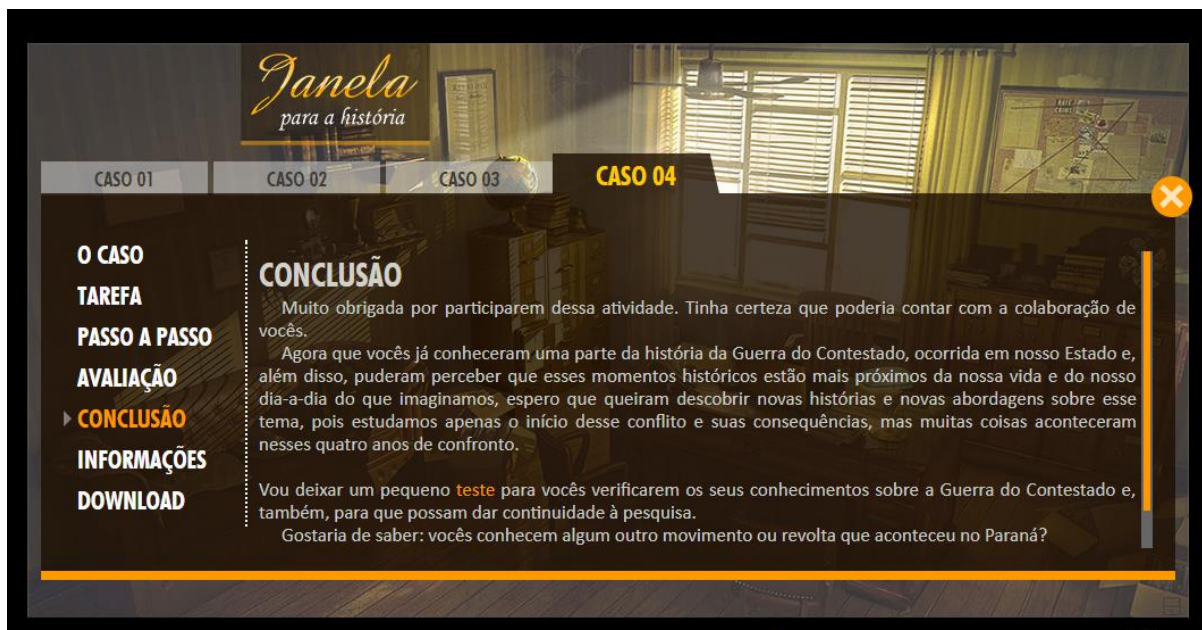 Janela
para a história
CASO 01
CASO 02
CASO 03
CASO 04
O CASO
TAREFA
PASSO A PASSO
AVALIAÇÃO
CONCLUSÃO
INFORMAÇÕES
DOWNLOAD
CONCLUSÃO
Muito obrigada por participarem dessa atividade. Tinha certeza que poderia contar com a colaboração de
vocês.
Agora que vocês já conheceram uma parte da história da Guerra do Contestado, ocorrida em nosso Estado e,
além disso, puderam perceber que esses momentos históricos estão mais próximos da nossa vida e do nosso
dia-a-dia do que imaginamos, espero que queiram descobrir novas histórias e novas abordagens sobre esse
tema, pois estudamos apenas o início desse conflito e suas consequências, mas muitas coisas aconteceram
nesses quatro anos de confronto.
Vou deixar um pequeno teste para vocês verificarem os seus conhecimentos sobre a Guerra do Contestado e,
também, para que possam dar continuidade à pesquisa.
Gostaria de saber: vocês conhecem algum outro movimento ou revolta que aconteceu no Paraná?